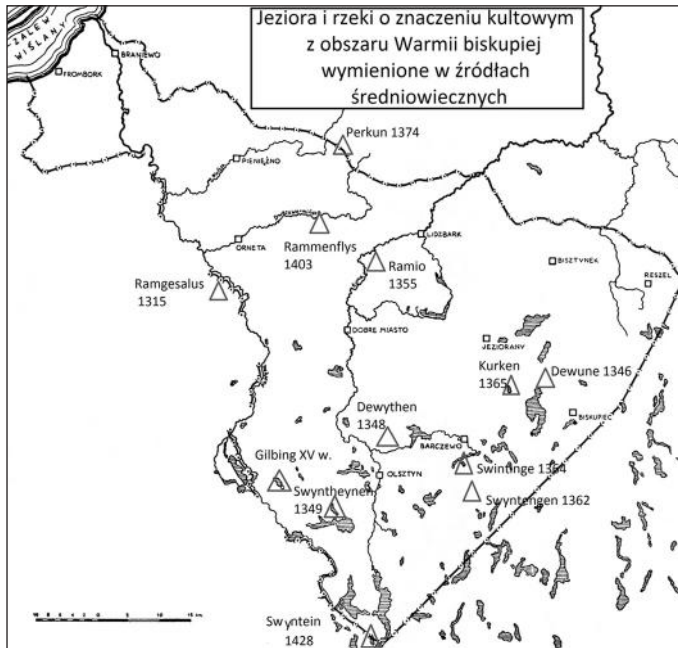 Jeziora i rzeki o znaczeniu kultowym
z obszaru Warmii biskupiej
wymienione w źródłach
średniowiecznych
ZALEW
WIŚLANY
BRANIEWO
FROMBORK
Perkun 1374
PIENIĘŻNO
Rammenflys
1403
ORNETA
LIDZBARK
Ramio
1355
BISZTYNEK
RESZEL
Ramgesalus
1315
DOBRE MIASTO
JEZIORANY
Kurken
1365
Dewune 1346
BISKUPIEC
Dewythen
1348
BARCZEWO
Gilbing XV w.
OLSZTYN
Swintinge 1364
Swyntheynen
1349
Swyntengen 1362
Swyntein
1428